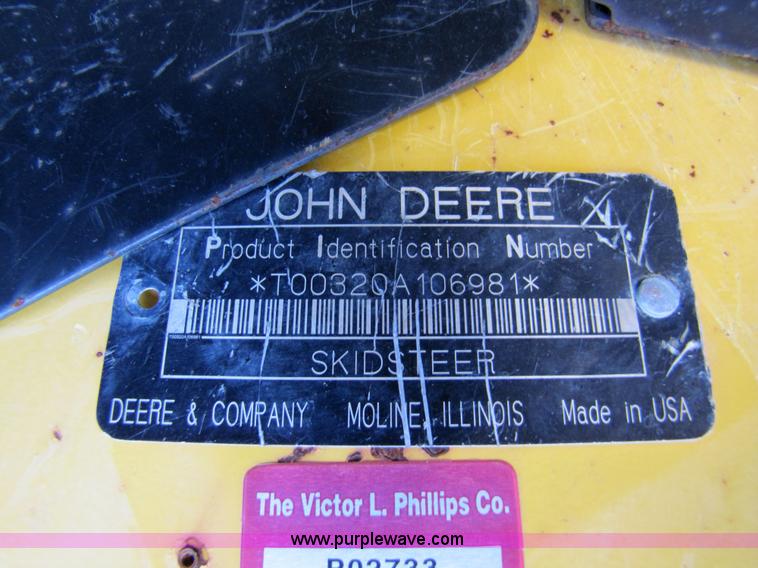 JOHN DEERE
Product Identification Number
*T00320A106981*
SKIDSTEER
DEERE & COMPANY MOLINE, ILLINOIS Made in USA
The Victor L. Phillips Co.
www.purplewave.com